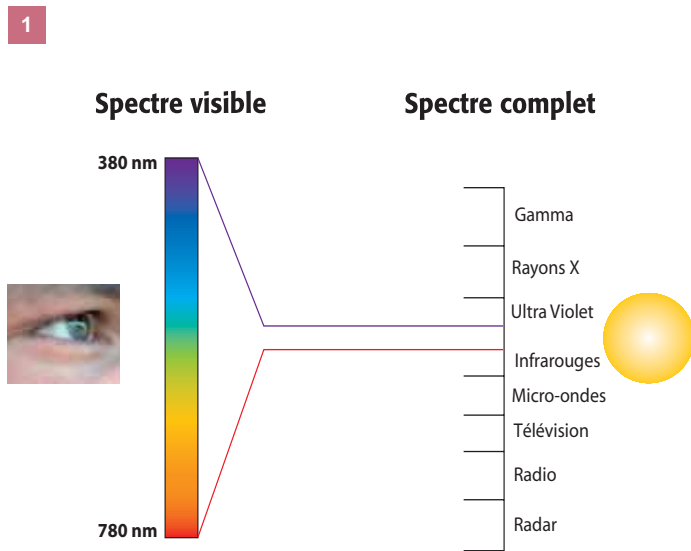 1
Spectre visible
Spectre complet
380 nm
Gamma
Rayons X
Ultra Violet
Infrarouges
Micro-ondes
Télévision
Radio
Radar
780 nm